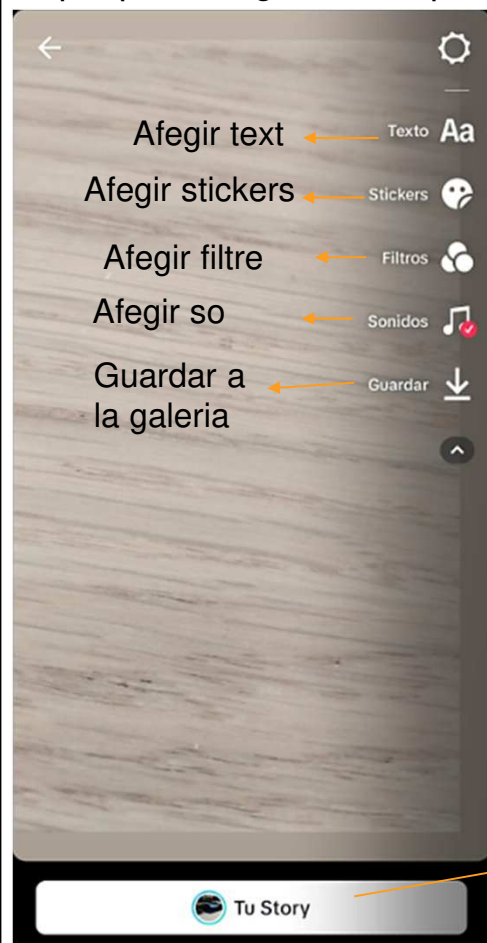 Afegir text
Texto Aa
Afegir stickers
Stickers
Afegir filtre
Filtros
Afegir so
Sonidos
Guardar a
la galeria
Guardar
Tu Story